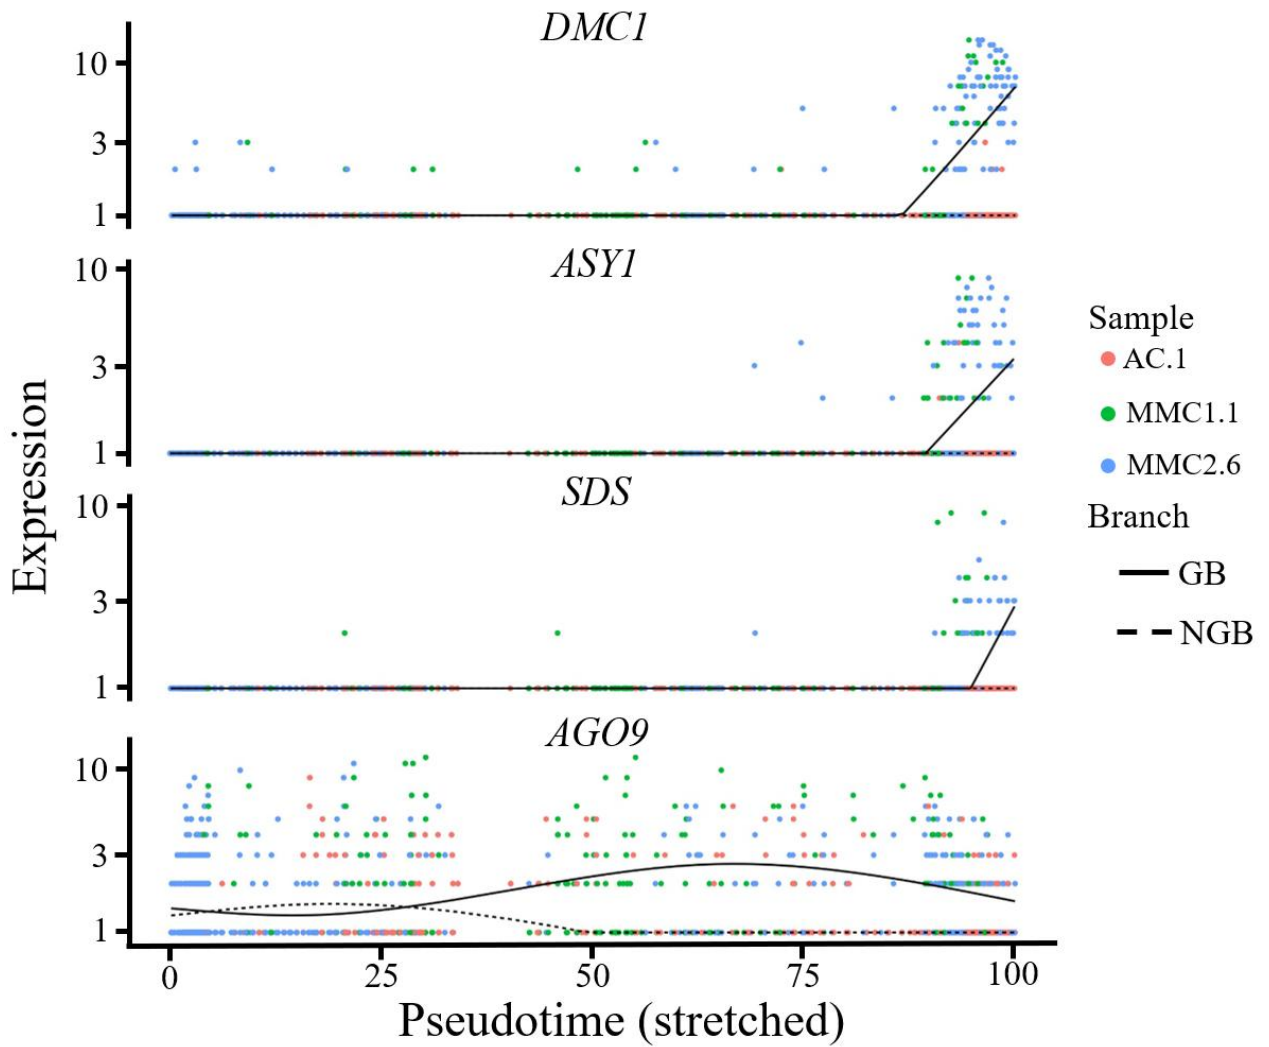 DMC1
10
3
1
ASY1
10
3
1
SDS
10
3
1
AGO9
10
3
1
0 25 50 75 100
Pseudotime (stretched)
Expression
Sample
AC.1
MMC1.1
MMC2.6
Branch
GB
NGB